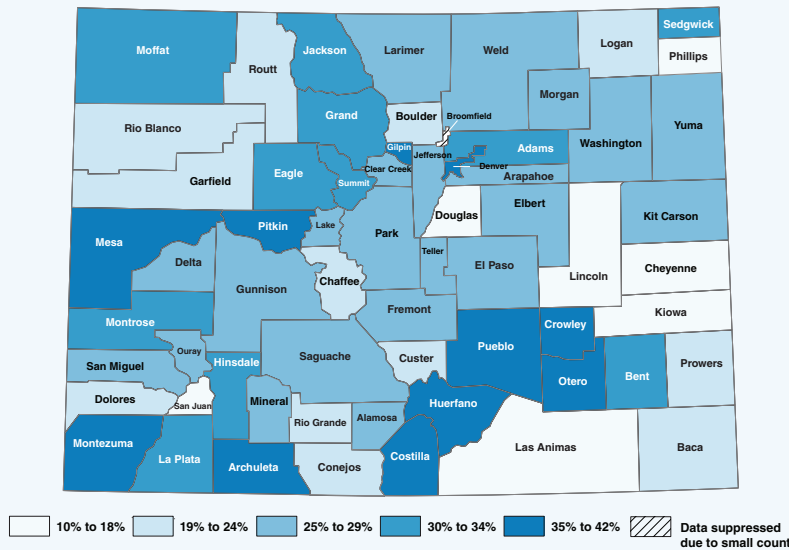 Moffat
Routt
Jackson
Larimer
Weld
Logan
Sedgwick
Phillips
Morgan
Yuma
Washington
Rio Blanco
Grand
Boulder
Broomfield
Gilpin
Jefferson
Adams
Denver
Arapahoe
Clear Creek
Garfield
Eagle
Summit
Douglas
Elbert
Kit Carson
Mesa
Pitkin
Lake
Park
Delta
Teller
El Paso
Lincoln
Cheyenne
Gunnison
Chaffee
Kiowa
Fremont
Crowley
Montrose
Ouray
Hinsdale
Saguache
Custer
Pueblo
San Miguel
Otero
Bent
Prowers
Dolores
San Juan
Mineral
Rio Grande
Alamosa
Huerfano
Montezuma
La Plata
Archuleta
Conejos
Costilla
Las Animas
Baca
10% to 18%
19% to 24%
25% to 29%
30% to 34%
35% to 42%
Data suppressed
due to small count